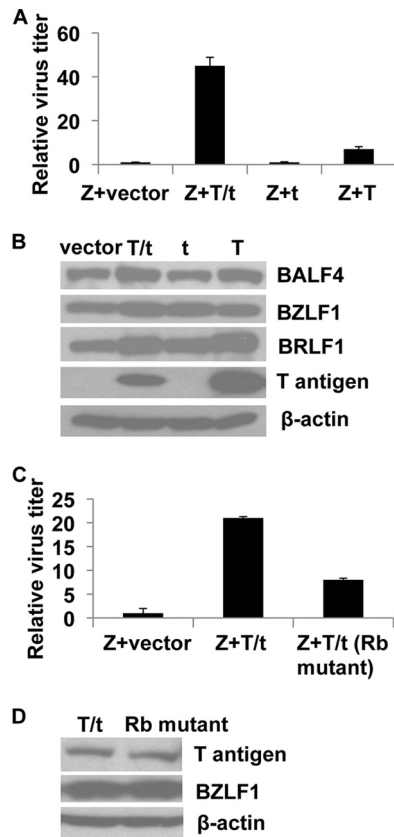 A
Relative virus titer
60
40
20
0
Z+vector
Z+T/t
Z+t
Z+T
B
vector T/t t T
BALF4
BZLF1
BRLF1
T antigen
β-actin
C
Relative virus titer
25
20
15
10
5
0
Z+vector
Z+T/t
Z+T/t (Rb
mutant)
D
T/t Rb mutant
T antigen
BZLF1
β-actin